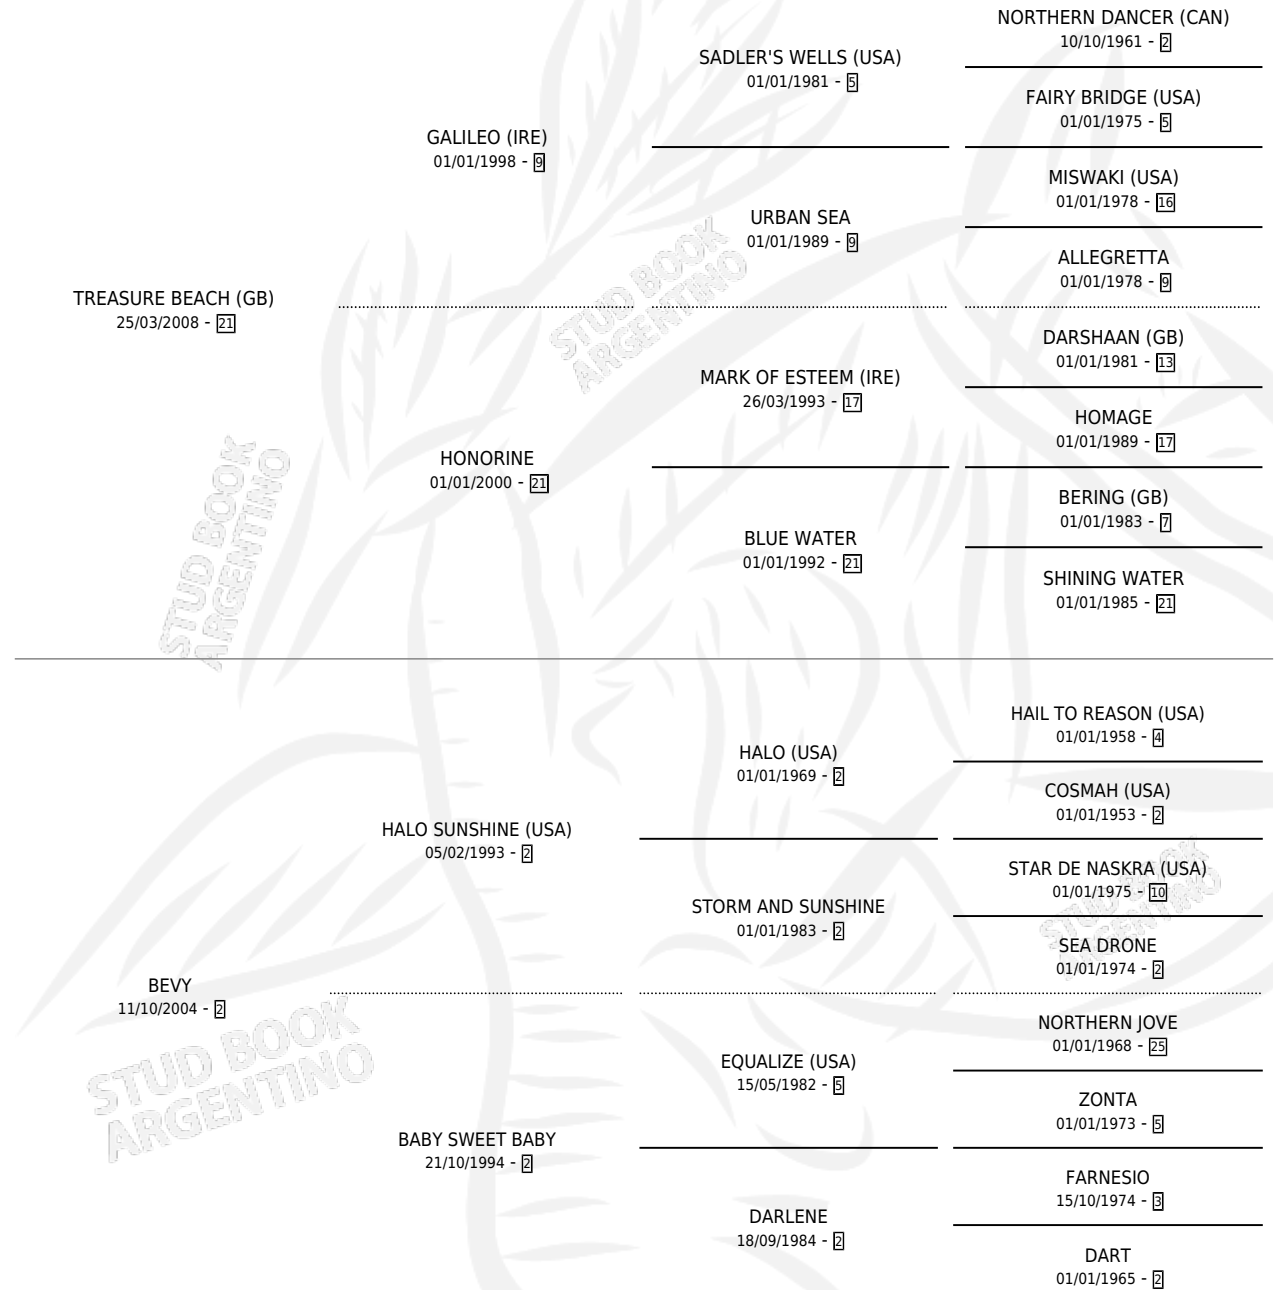 NORTHERN DANCER (CAN)
10/10/1961 - 2
SADLER'S WELLS (USA)
01/01/1981 - 5
FAIRY BRIDGE (USA)
01/01/1975 - 5
GALILEO (IRE)
01/01/1998 - 9
MISWAKI (USA)
01/01/1978 - 16
URBAN SEA
01/01/1989 - 9
ALLEGRETTA
01/01/1978 - 9
TREASURE BEACH (GB)
25/03/2008 - 21
STUD BOOK
ARGENTINO
DARSHAAN (GB)
01/01/1981 - 13
MARK OF ESTEEM (IRE)
26/03/1993 - 17
HOMAGE
01/01/1989 - 17
HONORINE
01/01/2000 - 21
BERING (GB)
01/01/1983 - 7
BLUE WATER
01/01/1992 - 21
SHINING WATER
01/01/1985 - 21
STUD BOOK
ARGENTINO
HAIL TO REASON (USA)
01/01/1958 - 4
HALO (USA)
01/01/1969 - 2
COSMAH (USA)
01/01/1953 - 2
HALO SUNSHINE (USA)
05/02/1993 - 2
STAR DE NASKRA (USA)
01/01/1975 - 10
STORM AND SUNSHINE
01/01/1983 - 2
STUD BOOK
ARGENTINO
SEA DRONE
01/01/1974 - 2
BEVY
11/10/2004 - 2
NORTHERN JOVE
01/01/1968 - 25
EQUALIZE (USA)
15/05/1982 - 5
STUD BOOK
ARGENTINO
ZONTA
01/01/1973 - 5
BABY SWEET BABY
21/10/1994 - 2
FARNESIO
15/10/1974 - 3
DARLENE
18/09/1984 - 2
DART
01/01/1965 - 2